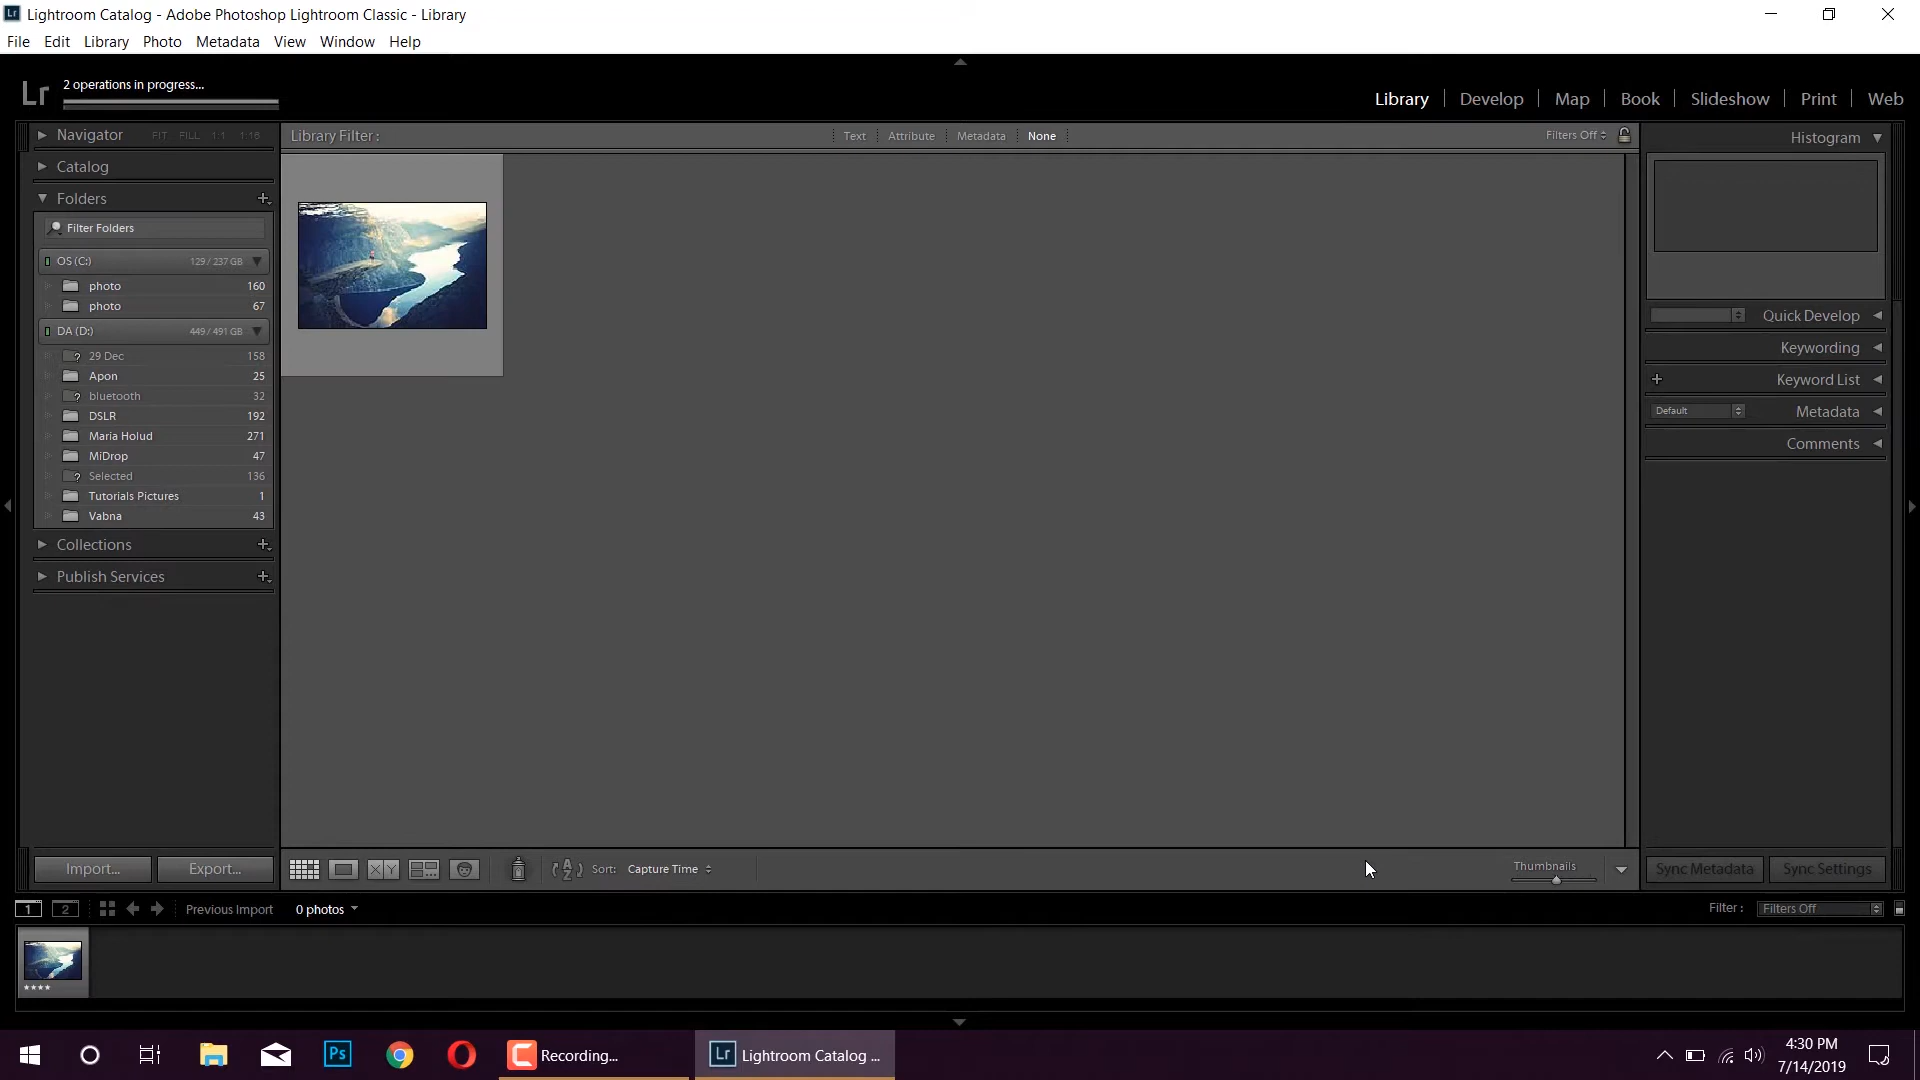 Lr Lightroom Catalog - Adobe Photoshop Lightroom Classic - Library
File Edit Library Photo Metadata View Window Help
Lr 2 operations in progress...
Library Develop Map Book Slideshow Print Web
Navigator FIT FILL 1:1 1:16
Library Filter : Text Attribute Metadata None Filters Off
Histogram
Catalog
Folders
Filter Folders
OS (C:) 129 / 237 GB
photo 160
photo 67
DA (D:) 449 / 491 GB
? 29 Dec 158
Apon 25
? bluetooth 32
DSLR 192
Maria Holud 271
MiDrop 47
? Selected 136
Tutorials Pictures 1
Vabna 43
Collections
Publish Services
Quick Develop
Keywording
Keyword List
Default Metadata
Comments
Import... Export...
X Y
A Z Sort: Capture Time
Thumbnails
Sync Metadata Sync Settings
1 2 Previous Import 0 photos
Filter : Filters Off
★★★★
Ps Recording... Lr Lightroom Catalog ...
4:30 PM
7/14/2019